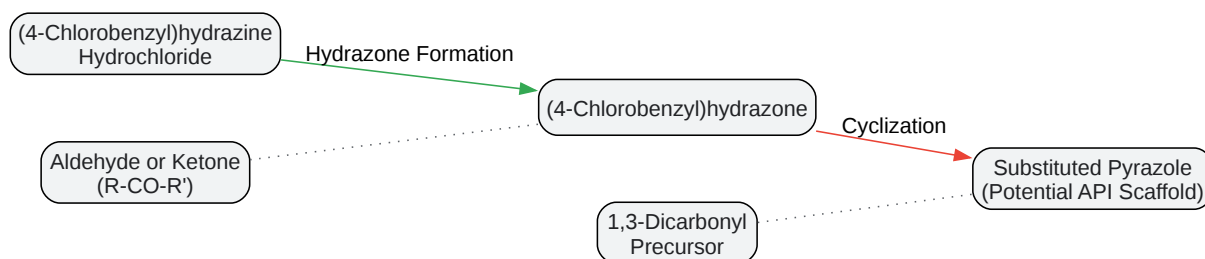 (4-Chlorobenzyl)hydrazine
Hydrochloride
Hydrazone Formation
(4-Chlorobenzyl)hydrazone
Cyclization
Aldehyde or Ketone
(R-CO-R')
Substituted Pyrazole
(Potential API Scaffold)
1,3-Dicarbonyl
Precursor